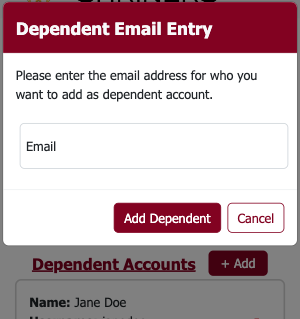 Dependent Email Entry
Please enter the email address for who you
want to add as dependent account.
Email
Add Dependent Cancel
Dependent Accounts + Add
Name: Jane Doe